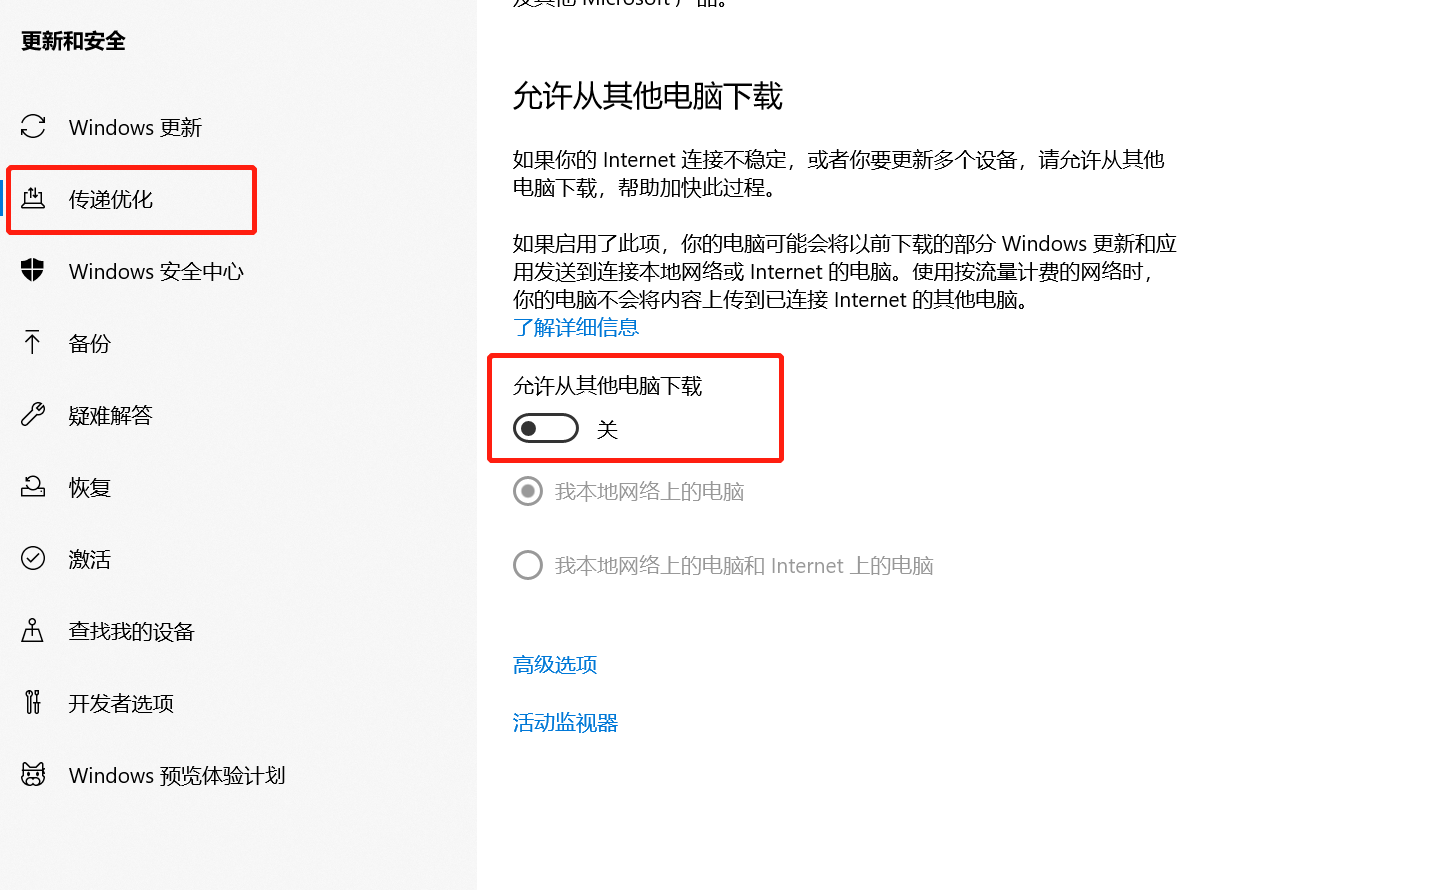 更新和安全
Windows 更新
传递优化
Windows 安全中心
备份
疑难解答
恢复
激活
查找我的设备
开发者选项
Windows 预览体验计划
及其他 Microsoft 产品。
允许从其他电脑下载
如果你的 Internet 连接不稳定，或者你要更新多个设备，请允许从其他
电脑下载，帮助加快此过程。
如果启用了此项，你的电脑可能会将以前下载的部分 Windows 更新和应
用发送到连接本地网络或 Internet 的电脑。使用按流量计费的网络时，
你的电脑不会将内容上传到已连接 Internet 的其他电脑。
了解详细信息
允许从其他电脑下载
关
我本地网络上的电脑
我本地网络上的电脑和 Internet 上的电脑
高级选项
活动监视器